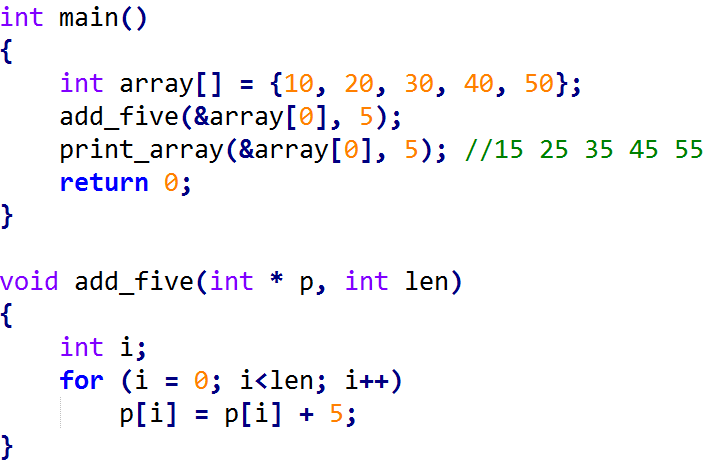 int main()
{
    int array[] = {10, 20, 30, 40, 50};
    add_five(&array[0], 5);
    print_array(&array[0], 5); //15 25 35 45 55
    return 0;
}

void add_five(int * p, int len)
{
    int i;
    for (i = 0; i<len; i++)
        p[i] = p[i] + 5;
}